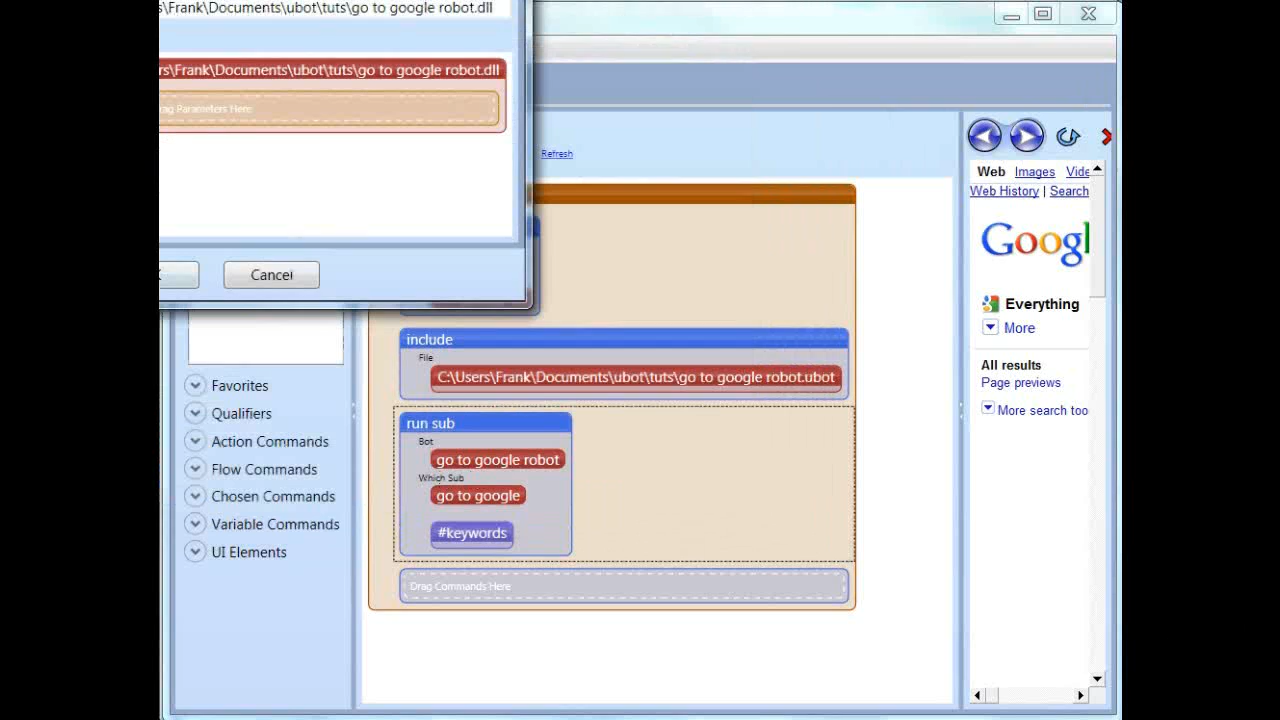 s\Frank\Documents\ubot\tuts\go to google robot.dll
rs\Frank\Documents\ubot\tuts\go to google robot.dll
rag Parameters Here
Cancel
Refresh
include
File
C:\Users\Frank\Documents\ubot\tuts\go to google robot.ubot
run sub
Bot
go to google robot
Which Sub
go to google
#keywords
Drag Commands Here
Favorites
Qualifiers
Action Commands
Flow Commands
Chosen Commands
Variable Commands
UI Elements
Web Images Vide
Web History | Search
Googl
Everything
More
All results
Page previews
More search too